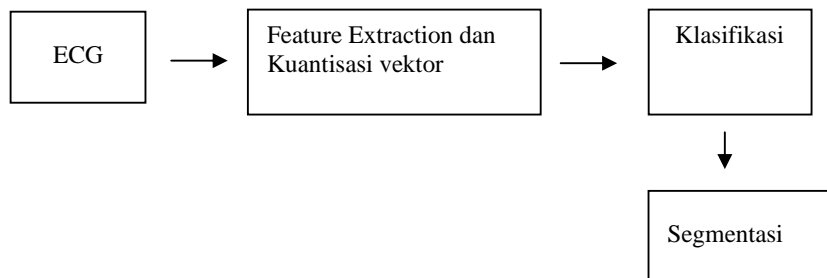 ECG
Feature Extraction dan
Kuantisasi vektor
Klasifikasi
Segmentasi